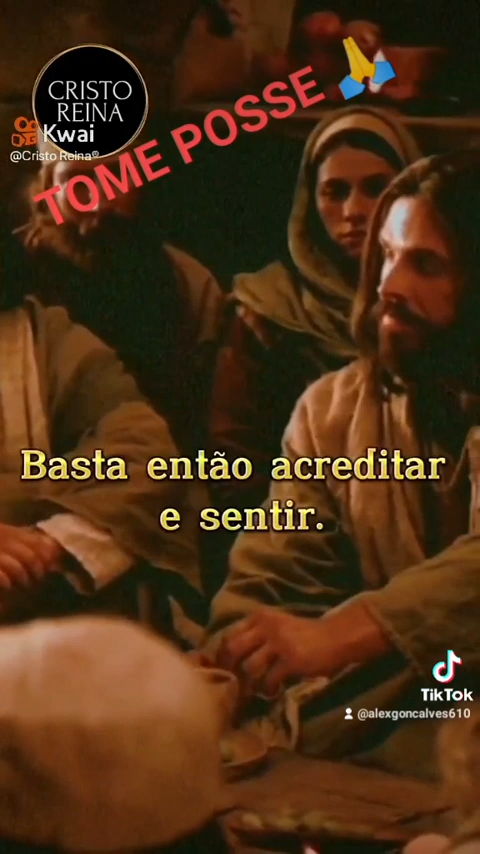 CRISTO
REINA
Kwai
@Cristo Reina®
TOME POSSE 🙏
Basta então acreditar
e sentir.
TikTok
@alexgoncalves610